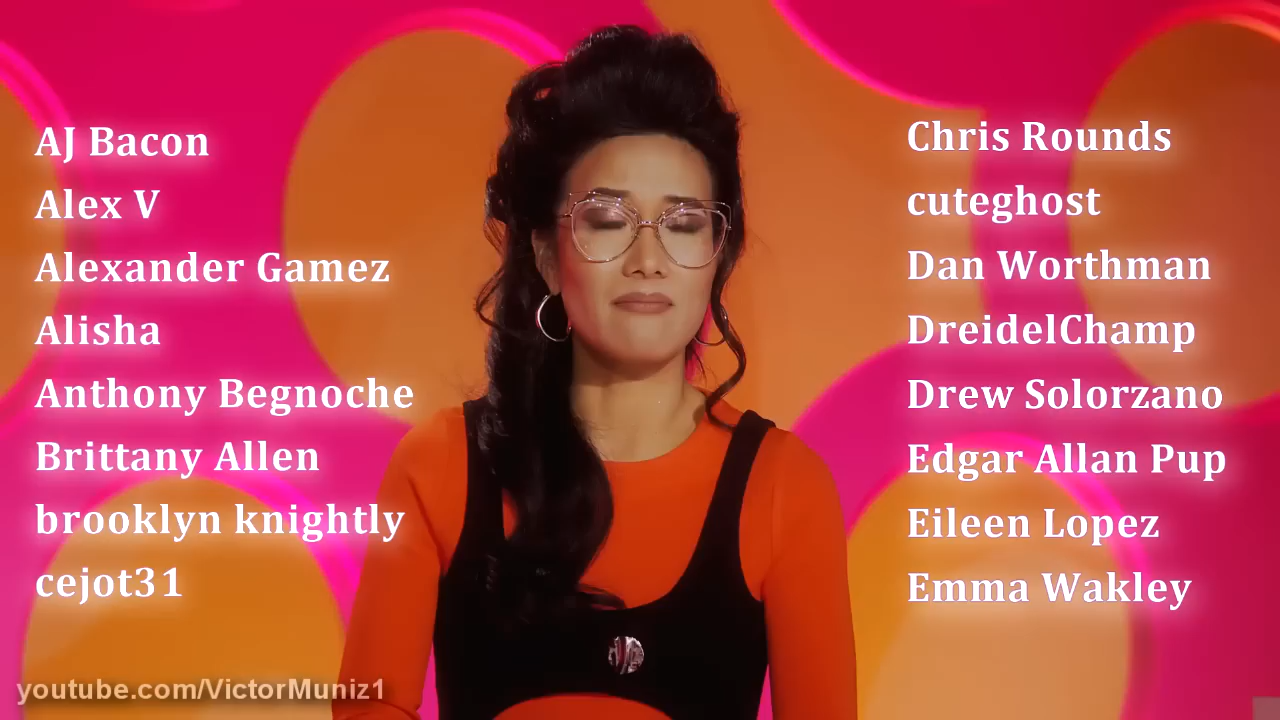 AJ Bacon
Alex V
Alexander Gamez
Alisha
Anthony Begnoche
Brittany Allen
brooklyn knightly
cejot31
Chris Rounds
cuteghost
Dan Worthman
DreidelChamp
Drew Solorzano
Edgar Allan Pup
Eileen Lopez
Emma Wakley
youtube.com/VictorMuniz1